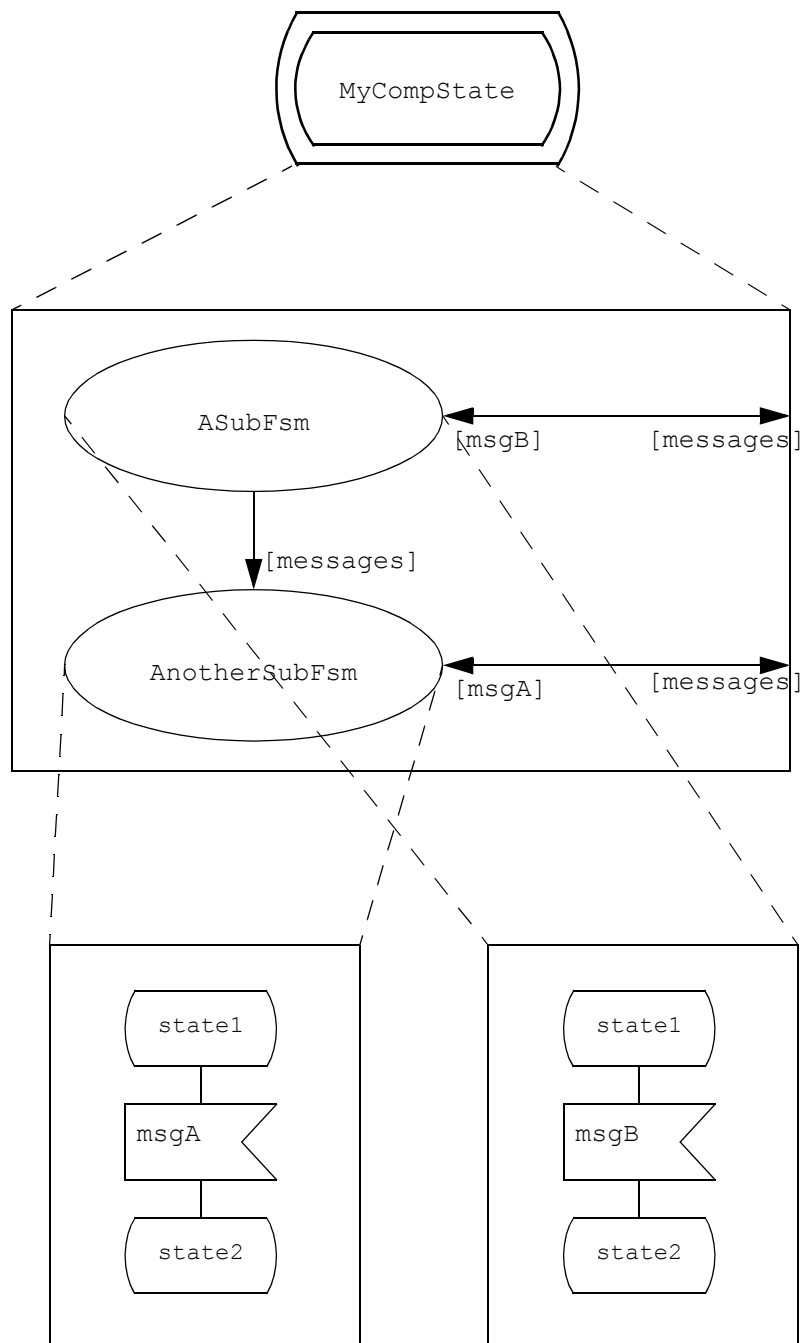 MyCompState
ASubFsm
[msgB]
[messages]
[messages]
AnotherSubFsm
[msgA]
[messages]
state1
state1
msgA
msgB
state2
state2